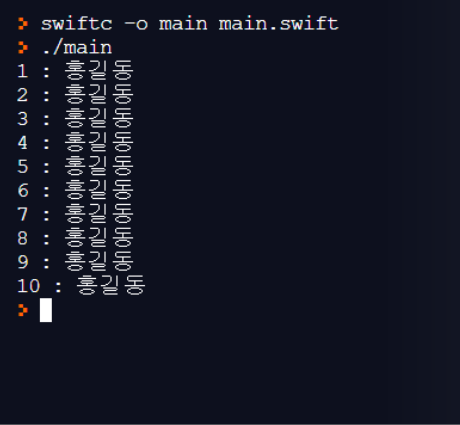 > swiftc -o main main.swift
> ./main
1 : 홍길동
2 : 홍길동
3 : 홍길동
4 : 홍길동
5 : 홍길동
6 : 홍길동
7 : 홍길동
8 : 홍길동
9 : 홍길동
10 : 홍길동
>